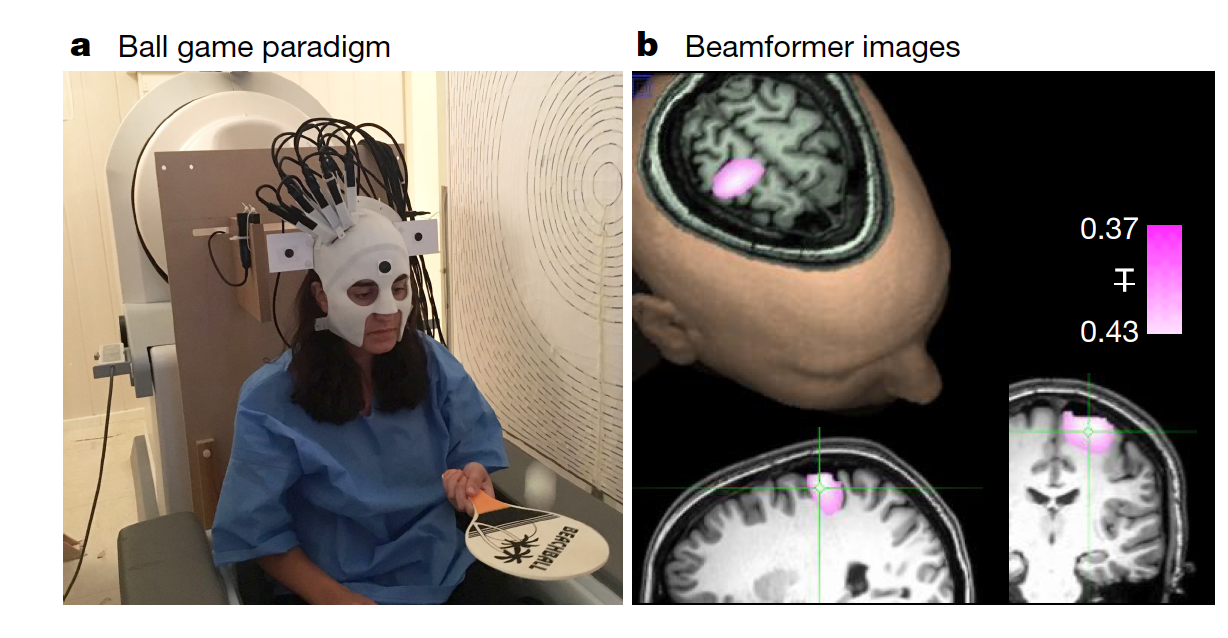 a Ball game paradigm
b Beamformer images
0.37
Ŧ
0.43
BEACHBALL